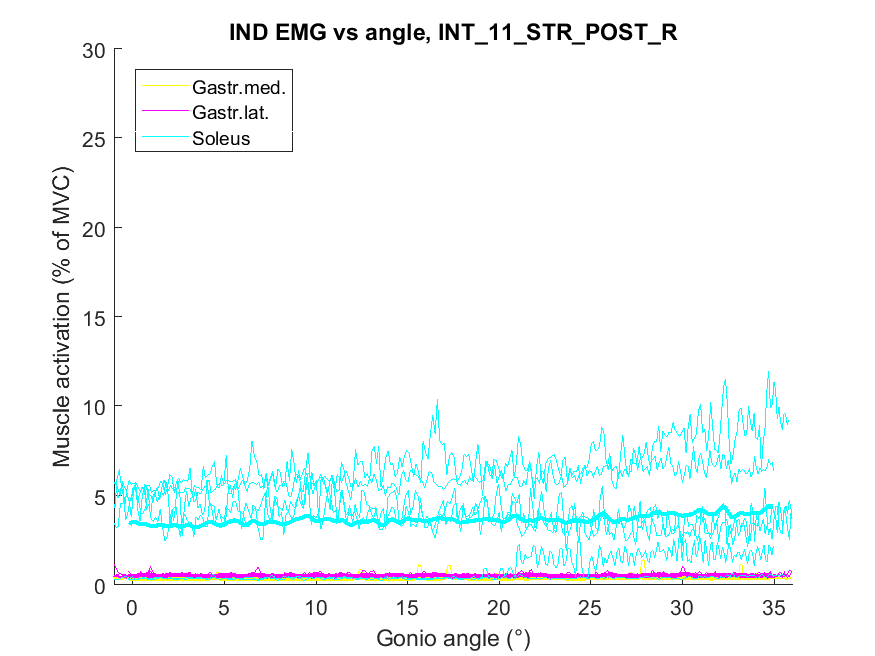 IND EMG vs angle, INT_11_STR_POST_R
30
25
20
15
10
5
0
Muscle activation (% of MVC)
Gastr.med.
Gastr.lat.
Soleus
0 5 10 15 20 25 30 35
Gonio angle (°)